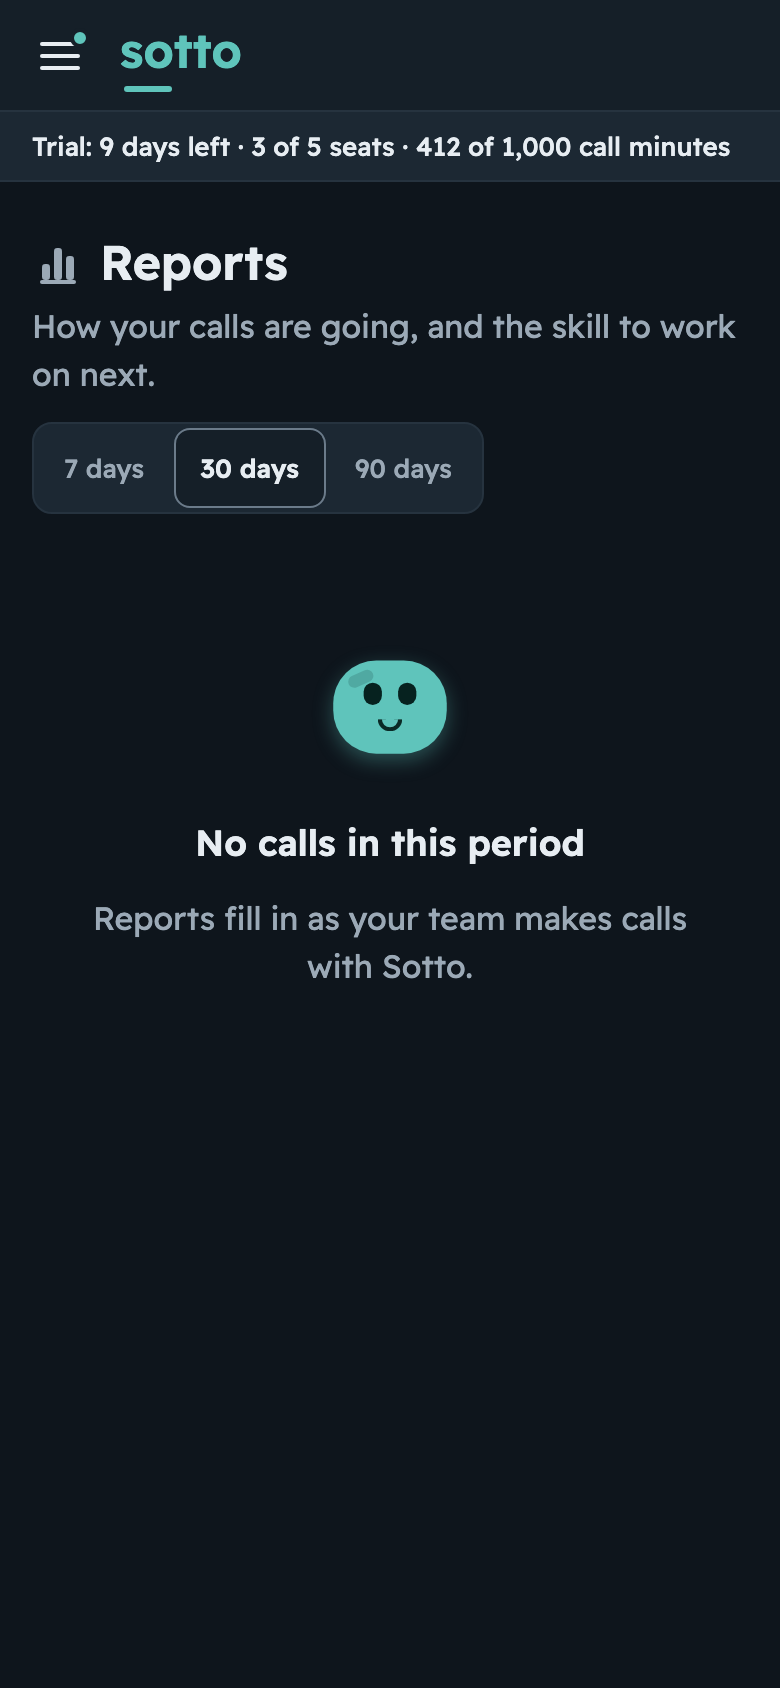 sotto
Trial: 9 days left · 3 of 5 seats · 412 of 1,000 call minutes
Reports
How your calls are going, and the skill to work
on next.
7 days
30 days
90 days
No calls in this period
Reports fill in as your team makes calls
with Sotto.